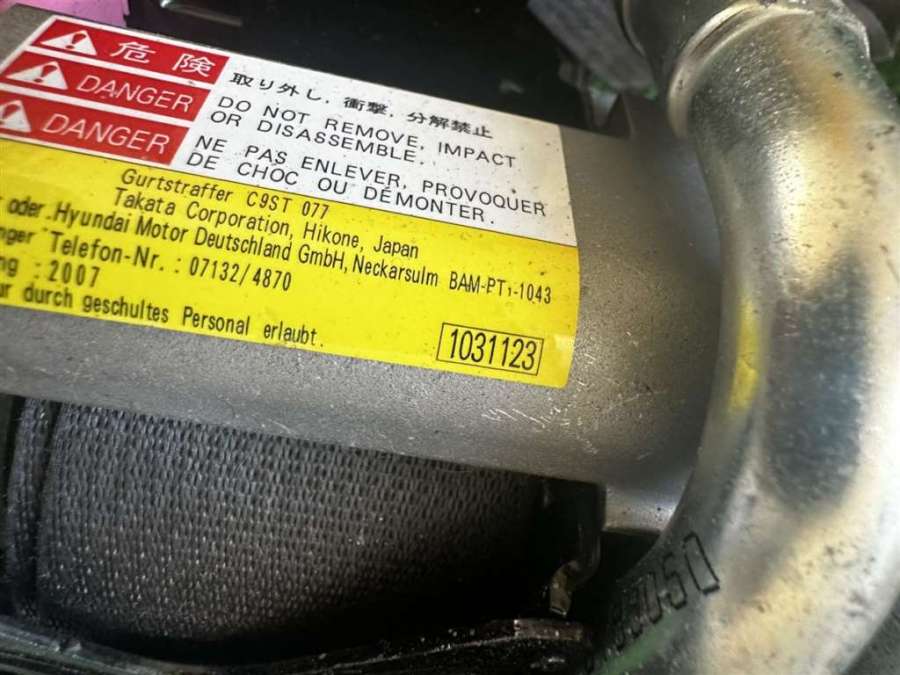 危険
DANGER
DANGER
取り外し, 衝撃, 分解禁止
DO NOT REMOVE, IMPACT
OR DISASSEMBLE.
NE PAS ENLEVER, PROVOQUER
DE CHOC OU DÉMONTER.
Gurtstraffer C9ST 077
Takata Corporation, Hikone, Japan
oder Hyundai Motor Deutschland GmbH, Neckarsulm BAM-PT₁-1043
Telefon-Nr. : 07132/4870
: 2007
durch geschultes Personal erlaubt.
1031123